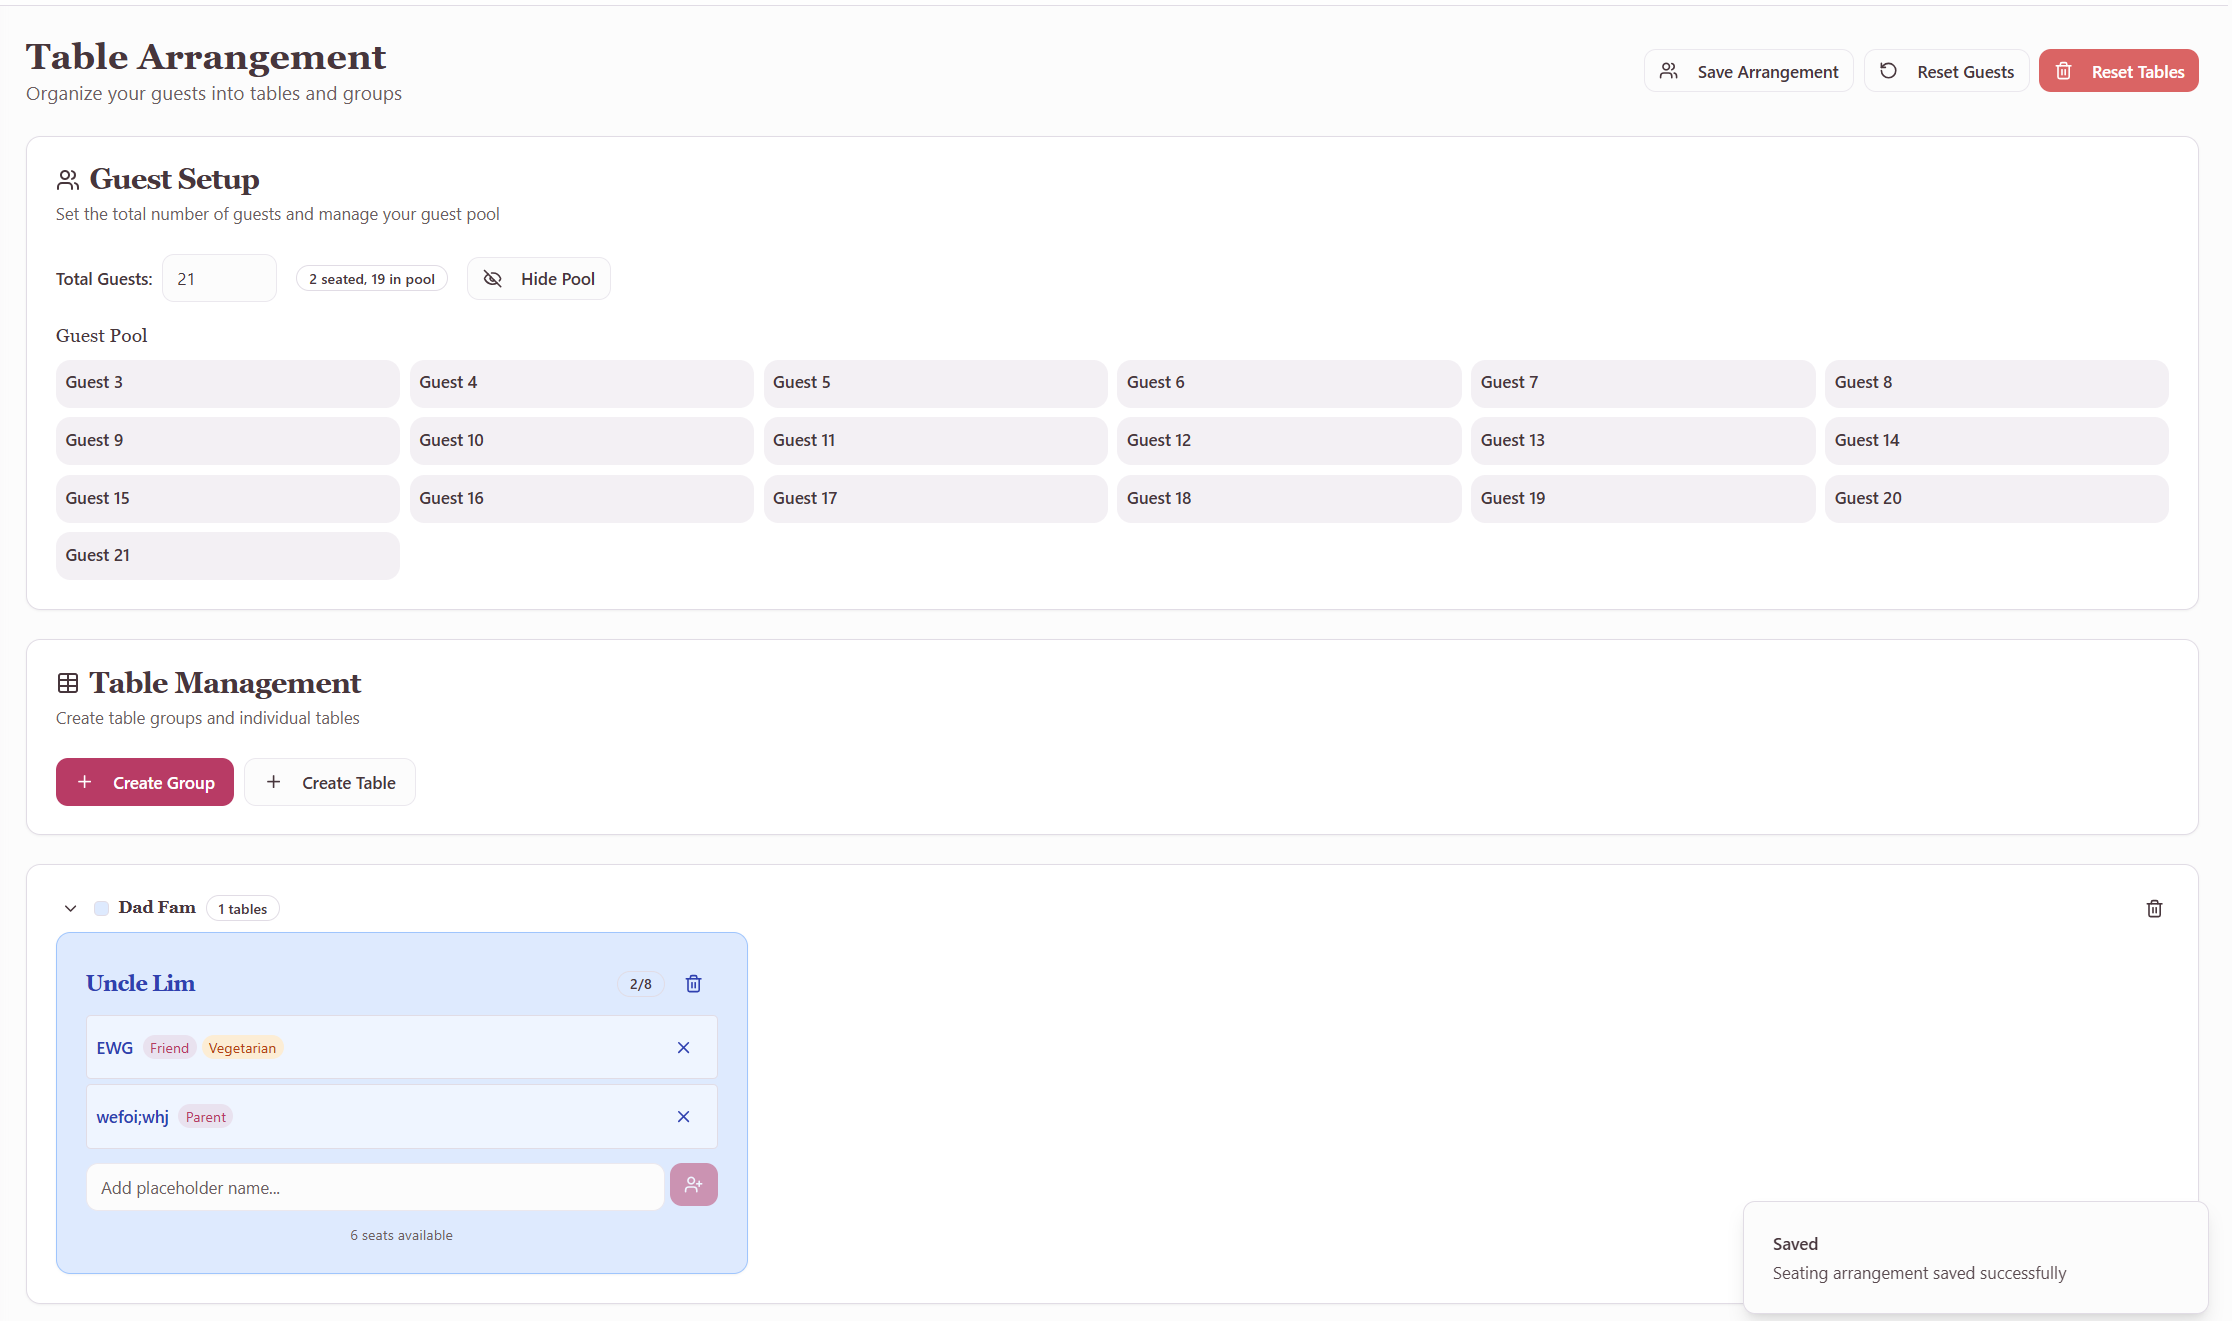 Table Arrangement
Organize your guests into tables and groups
Save Arrangement
Reset Guests
Reset Tables
Guest Setup
Set the total number of guests and manage your guest pool
Total Guests: 21 2 seated, 19 in pool Hide Pool
Guest Pool
Guest 3 Guest 4 Guest 5 Guest 6 Guest 7 Guest 8
Guest 9 Guest 10 Guest 11 Guest 12 Guest 13 Guest 14
Guest 15 Guest 16 Guest 17 Guest 18 Guest 19 Guest 20
Guest 21
Table Management
Create table groups and individual tables
Create Group Create Table
Dad Fam 1 tables
Uncle Lim 2/8
EWG Friend Vegetarian
wefoi;whj Parent
Add placeholder name...
6 seats available
Saved
Seating arrangement saved successfully